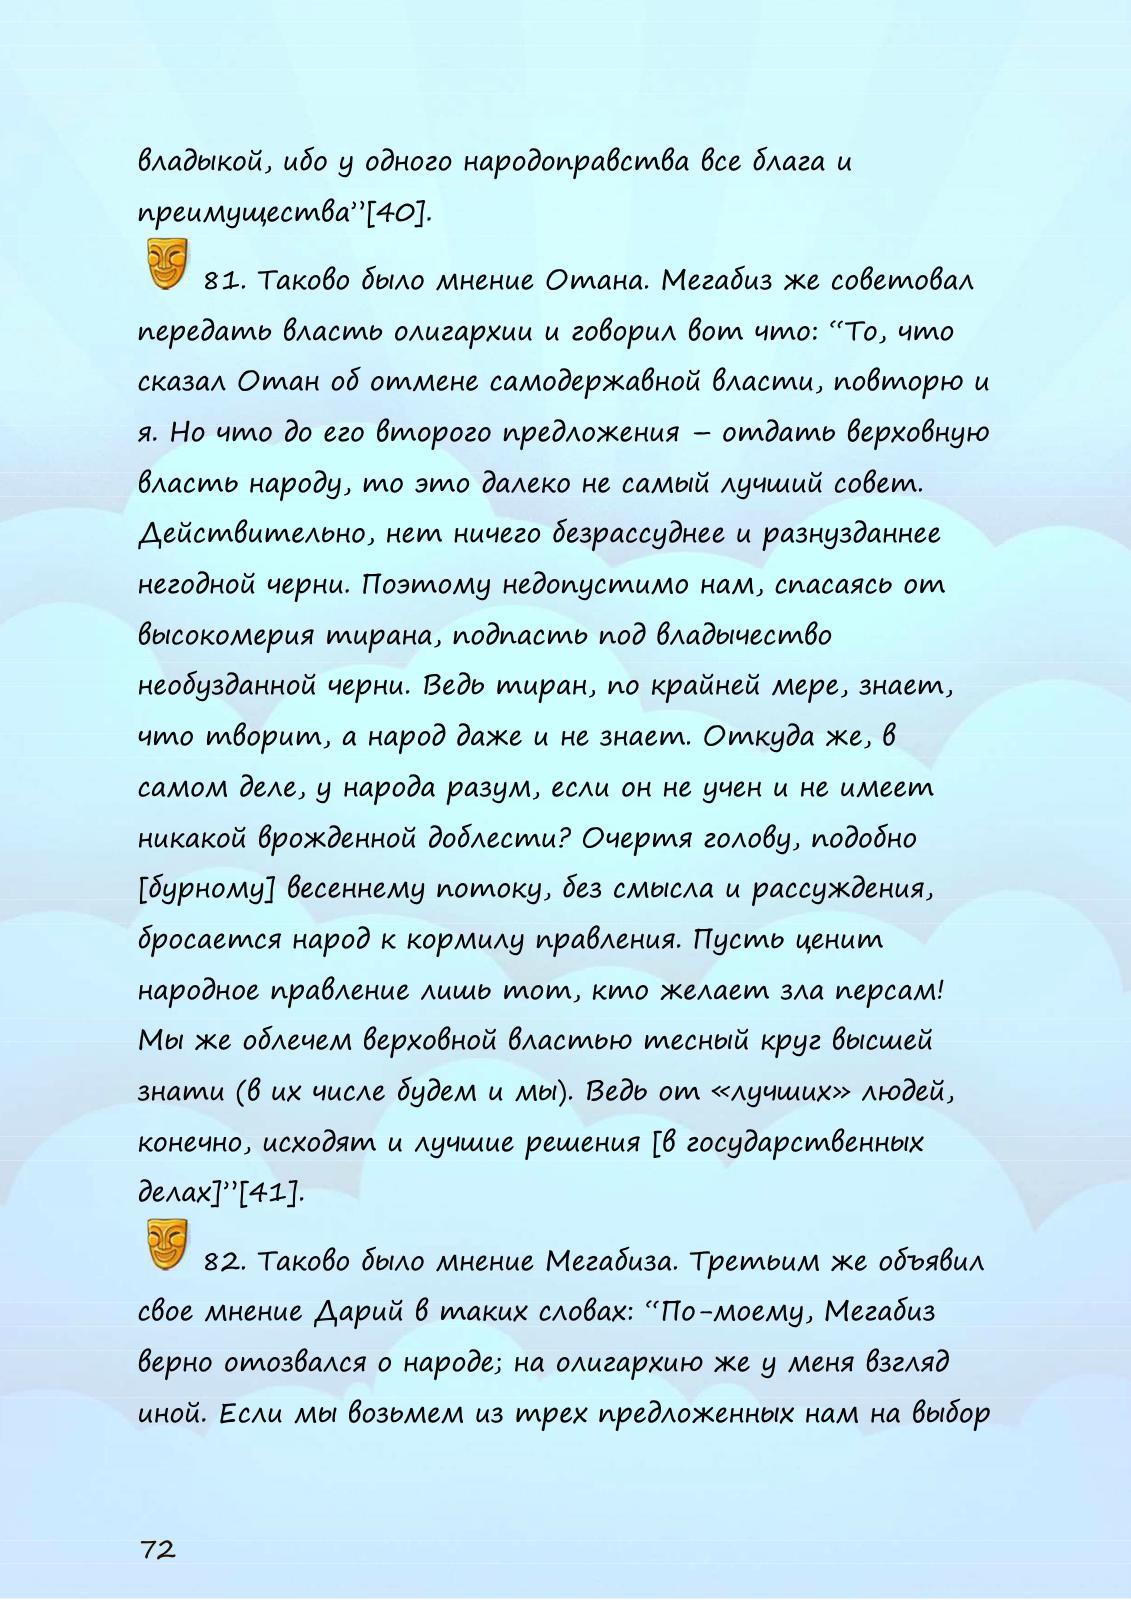 владыкой, ибо у одного народоправства все блага и
преимущества”[40].
81. Таково было мнение Отана. Мегабиз же советовал
передать власть олигархии и говорил вот что: “То, что
сказал Отан об отмене самодержавной власти, повторю и
я. Но что до его второго предложения – отдать верховную
власть народу, то это далеко не самый лучший совет.
Действительно, нет ничего безрассуднее и разнузданнее
негодной черни. Поэтому недопустимо нам, спасаясь от
высокомерия тирана, подпасть под владычество
необузданной черни. Ведь тиран, по крайней мере, знает,
что творит, а народ даже и не знает. Откуда же, в
самом деле, у народа разум, если он не учен и не имеет
никакой врожденной доблести? Очертя голову, подобно
[бурному] весеннему потоку, без смысла и рассуждения,
бросается народ к кормилу правления. Пусть ценит
народное правление лишь тот, кто желает зла персам!
Мы же облечем верховной властью тесный круг высшей
знати (в их числе будем и мы). Ведь от «лучших» людей,
конечно, исходят и лучшие решения [в государственных
делах]”[41].
82. Таково было мнение Мегабиза. Третьим же объявил
свое мнение Дарий в таких словах: “По-моему, Мегабиз
верно отозвался о народе; на олигархию же у меня взгляд
иной. Если мы возьмем из трех предложенных нам на выбор
72